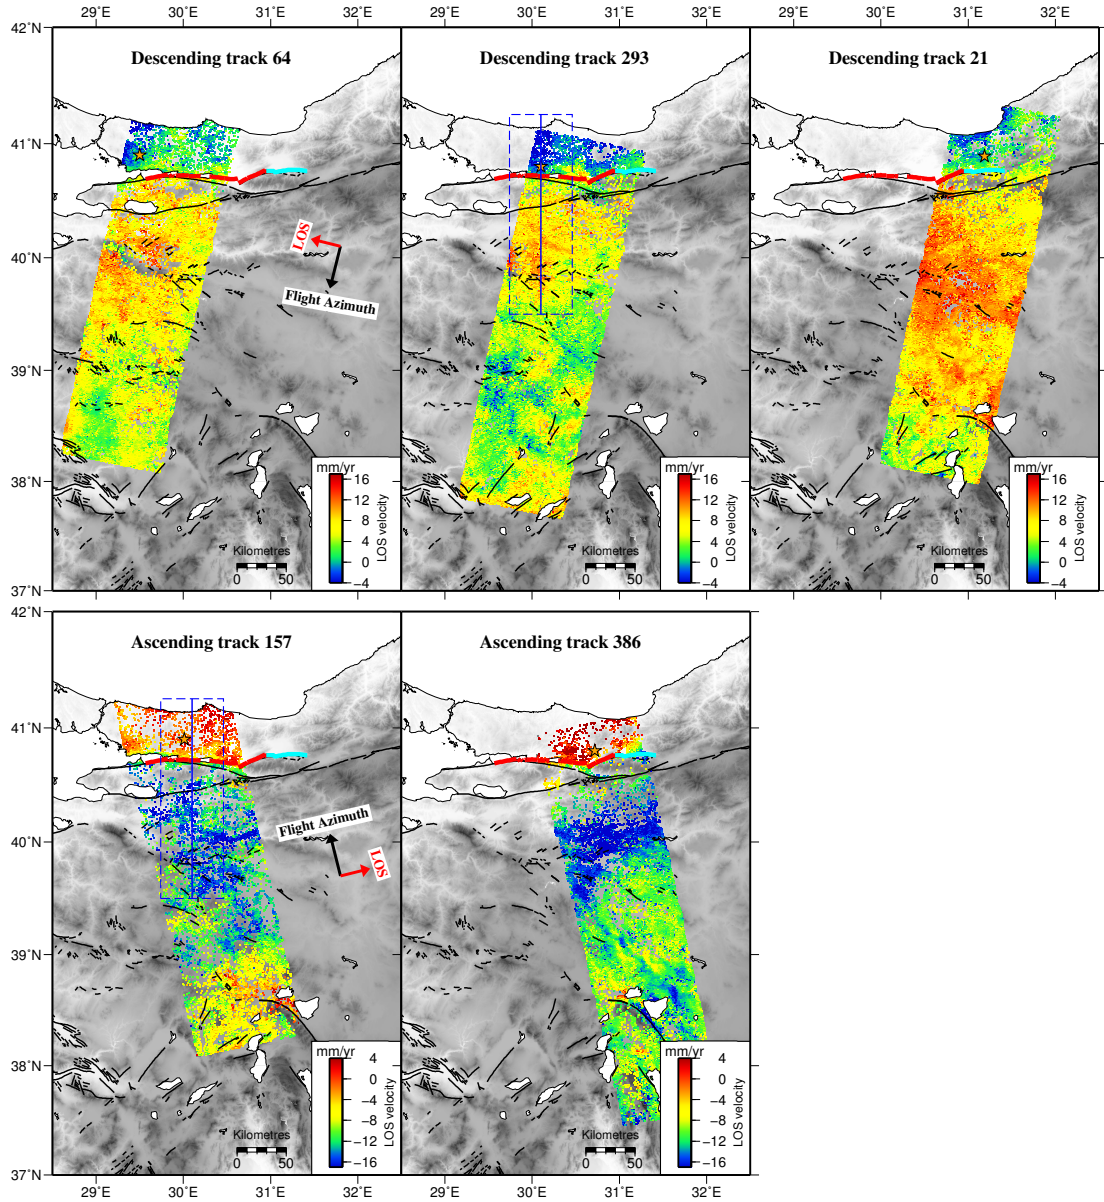 29°E 30°E 31°E 32°E 29°E 30°E 31°E 32°E 29°E 30°E 31°E 32°E
42°N
Descending track 64 Descending track 293 Descending track 21
41°N
LOS
40°N
Flight Azimuth
39°N
38°N
mm/yr mm/yr mm/yr
16 16 16
12 12 12
8 8 8
4 4 4
0 0 0
−4 −4 −4
LOS velocity LOS velocity LOS velocity
Kilometres Kilometres Kilometres
0 50 0 50 0 50
37°N
42°N
Ascending track 157 Ascending track 386
41°N
Flight Azimuth
40°N
LOS
39°N
38°N
mm/yr mm/yr
4 4
0 0
−4 −4
−8 −8
−12 −12
−16 −16
LOS velocity LOS velocity
Kilometres Kilometres
0 50 0 50
37°N
29°E 30°E 31°E 32°E 29°E 30°E 31°E 32°E